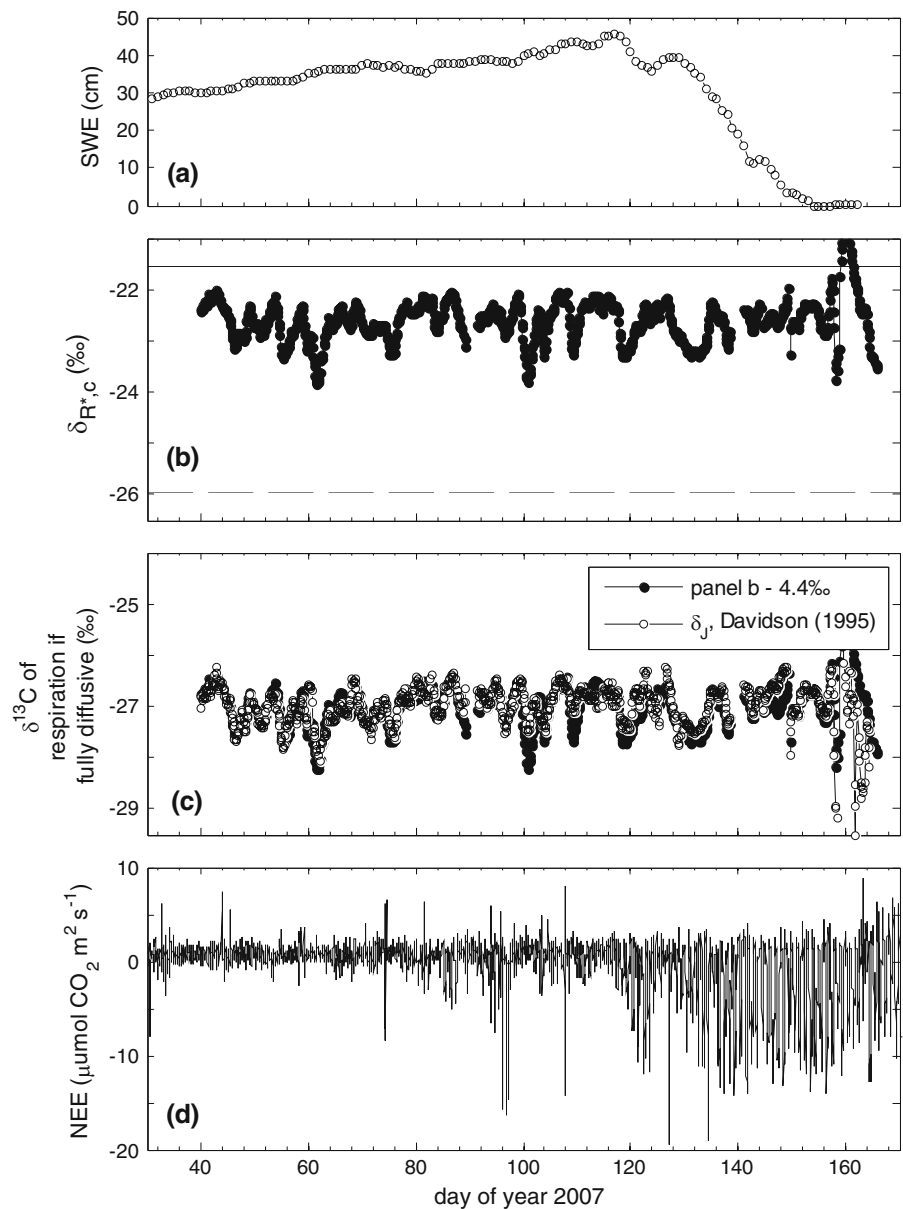 50
40
30
20
10
0
SWE (cm)
(a)
-22
-24
-26
δR*,c (‰)
(b)
-25
-27
-29
δ13C of
respiration if
fully diffusive (‰)
panel b - 4.4‰
δJ, Davidson (1995)
(c)
10
0
-10
-20
NEE (μumol CO2 m2 s-1)
(d)
40 60 80 100 120 140 160
day of year 2007